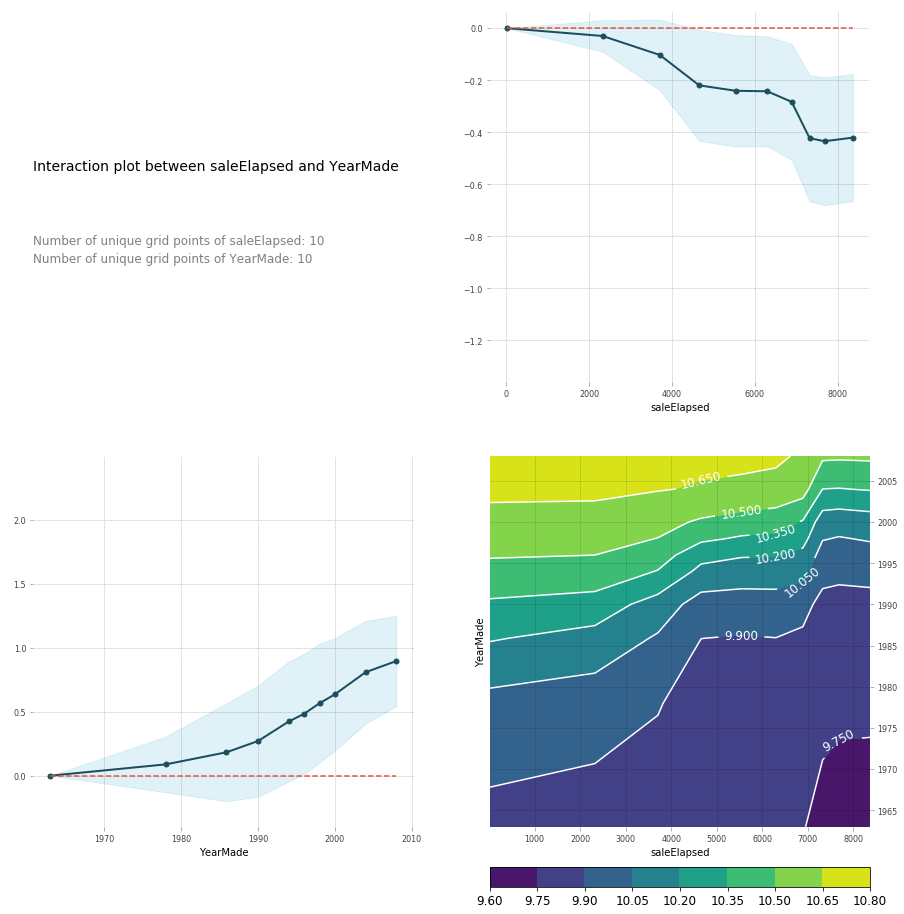 Interaction plot between saleElapsed and YearMade
Number of unique grid points of saleElapsed: 10
Number of unique grid points of YearMade: 10
0.0
−0.2
−0.4
−0.6
−0.8
−1.0
−1.2
0 2000 4000 6000 8000
saleElapsed
2.0
1.5
1.0
0.5
0.0
1970 1980 1990 2000 2010
YearMade
10.650
10.500
10.350
10.200
10.050
9.900
9.750
YearMade
2005
2000
1995
1990
1985
1980
1975
1970
1965
1000 2000 3000 4000 5000 6000 7000 8000
saleElapsed
9.60 9.75 9.90 10.05 10.20 10.35 10.50 10.65 10.80